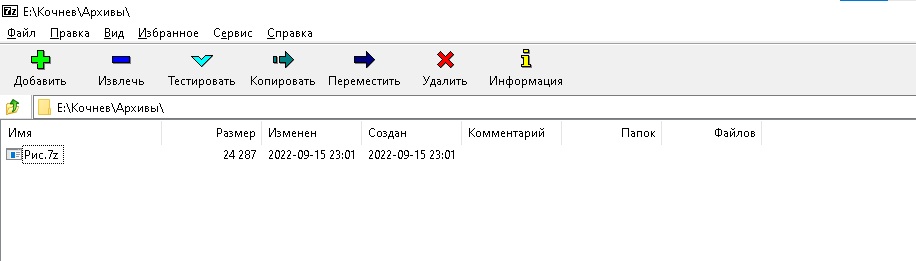 7z E:\Кочнев\Архивы\
Файл Правка Вид Избранное Сервис Справка
Добавить Извлечь Тестировать Копировать Переместить Удалить Информация
E:\Кочнев\Архивы\
Имя Размер Изменен Создан Комментарий Папок Файлов
Рис.7z 24 287 2022-09-15 23:01 2022-09-15 23:01